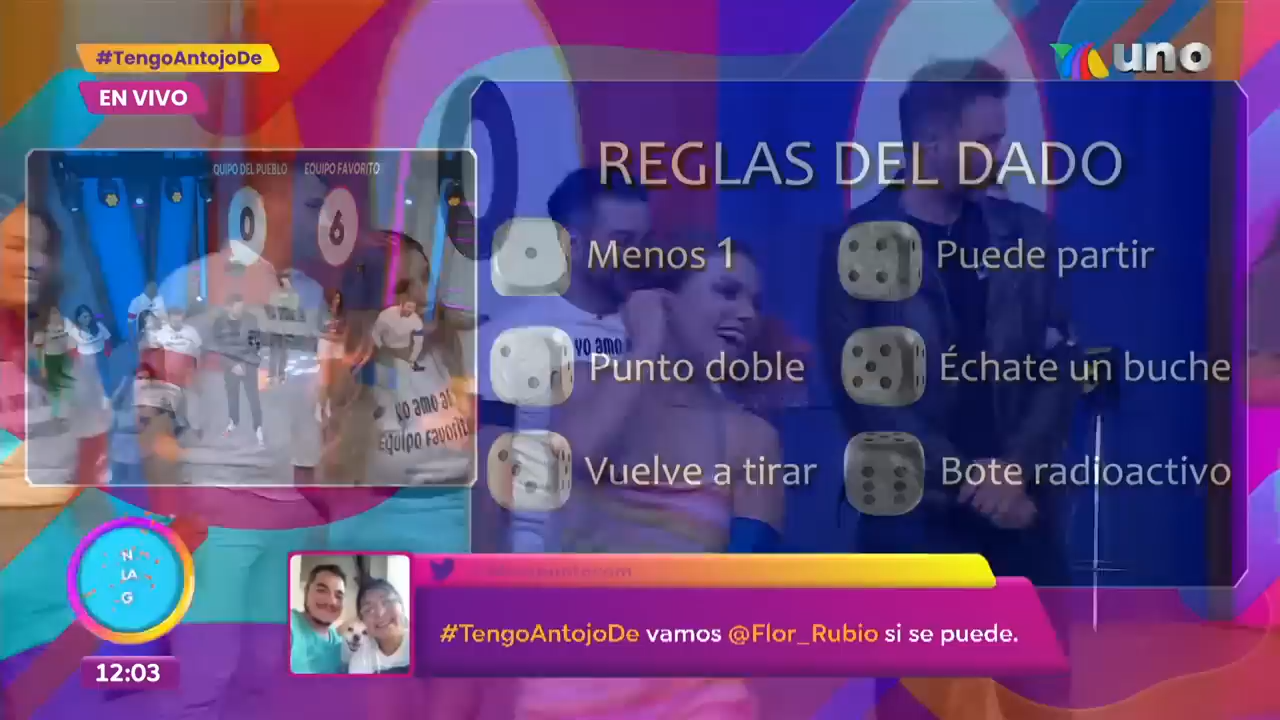 #TengoAntojoDe
EN VIVO
uno
QUIPO DEL PUEBLO
EQUIPO FAVORITO
0
6
yo amo al
Equipo Favorito
REGLAS DEL DADO
Menos 1
Puede partir
yo amo
Punto doble
Échate un buche
Vuelve a tirar
Bote radioactivo
N
LA
G
#TengoAntojoDe vamos @Flor_Rubio si se puede.
12:03